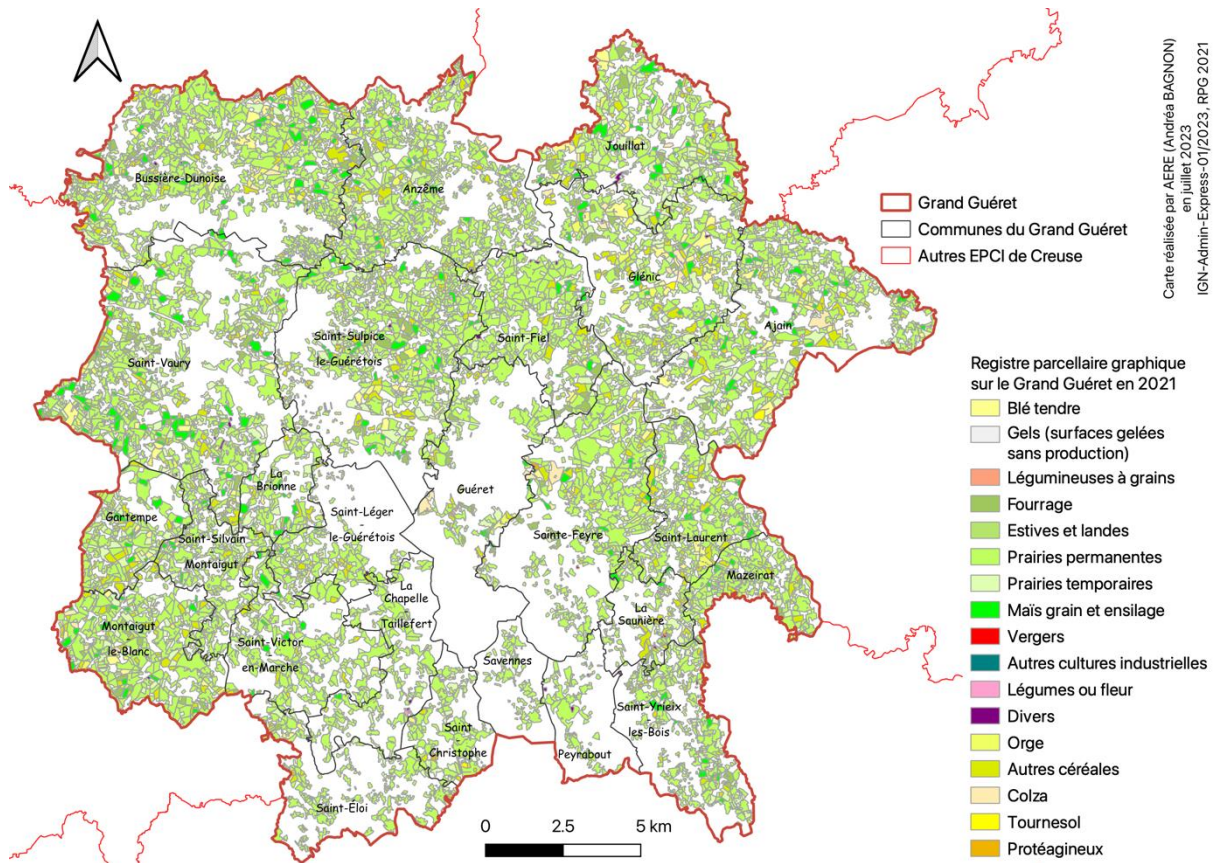 Carte réalisée par AERE (Andréa BAGNON)
en juillet 2023
IGN-Admin-Express-01/2023, RPG 2021
Grand Guéret
Communes du Grand Guéret
Autres EPCI de Creuse
Registre parcellaire graphique
sur le Grand Guéret en 2021
Blé tendre
Gels (surfaces gelées
sans production)
Légumineuses à grains
Fourrage
Estives et landes
Prairies permanentes
Prairies temporaires
Maïs grain et ensilage
Vergers
Autres cultures industrielles
Légumes ou fleur
Divers
Orge
Autres céréales
Colza
Tournesol
Protéagineux
Jouillat
Bussière-Dunoise
Anzême
Glénic
Ajain
Saint-Sulpice
-
le-Guérétois
Saint-Fiel
Saint-Vaury
La
Brionne
Guéret
Gartempe
Saint-Léger
-
le-Guérétois
Saint-Silvain
-
Montaigut
Sainte-Feyre
Saint-Laurent
Mazeirat
La
Chapelle
-
Taillefert
La
Saunière
Montaigut
-
le-Blanc
Saint-Victor
-
en-Marche
Savennes
Saint-Yrieix
-
les-Bois
Saint
-
Christophe
Peyrabout
Saint-Éloi
0 2.5 5 km